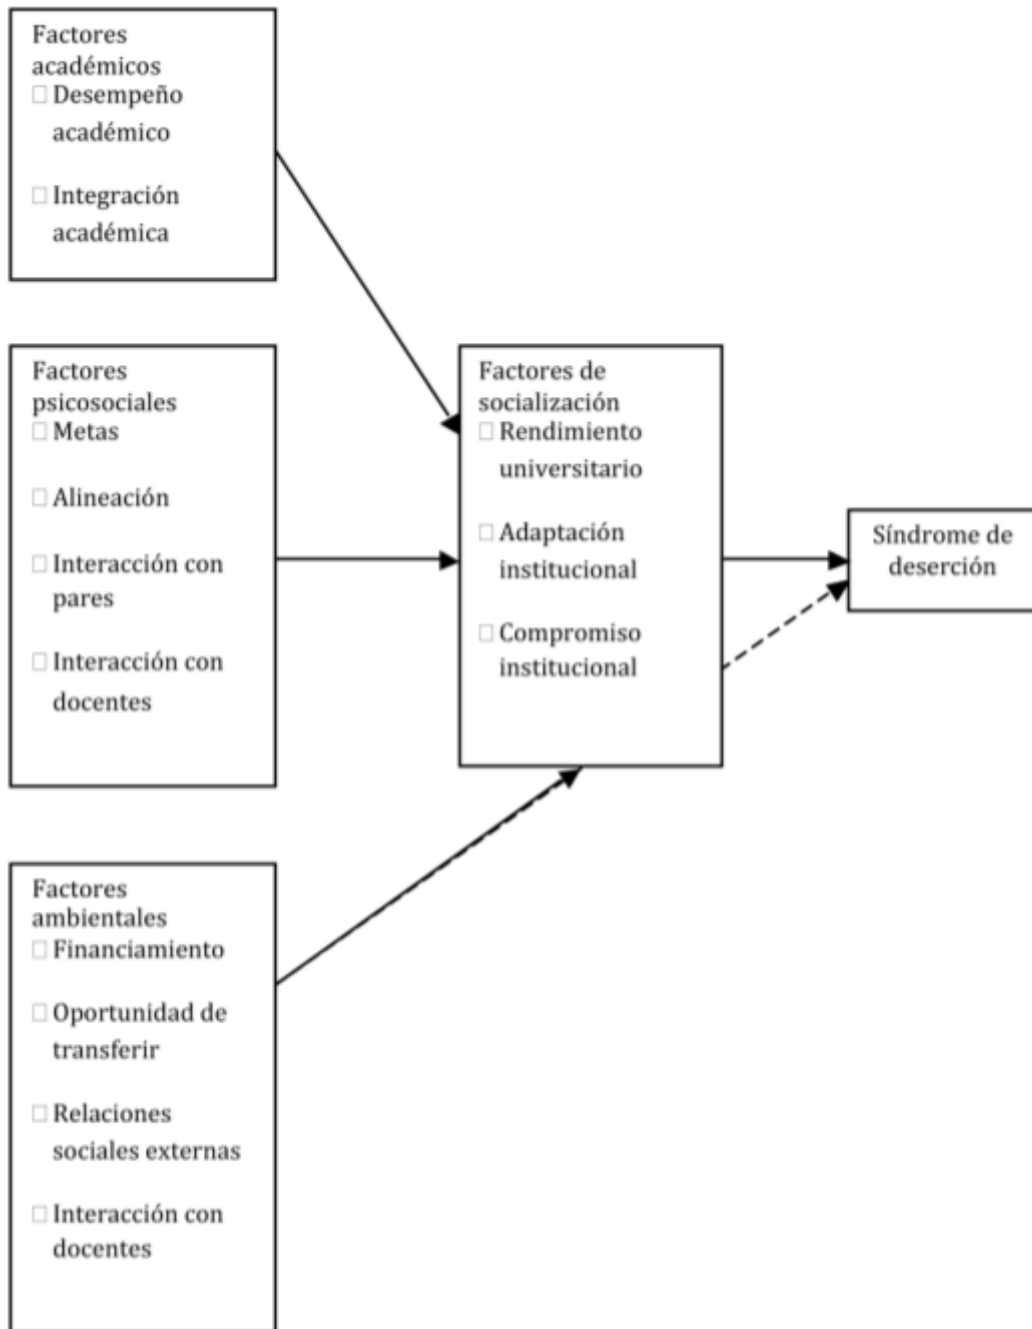 Factores
académicos
Desempeño
académico
Integración
académica
Factores
psicosociales
Metas
Alineación
Interacción con
pares
Interacción con
docentes
Factores
ambientales
Financiamiento
Oportunidad de
transferir
Relaciones
sociales externas
Interacción con
docentes
Factores de
socialización
Rendimiento
universitario
Adaptación
institucional
Compromiso
institucional
Síndrome de
deserción